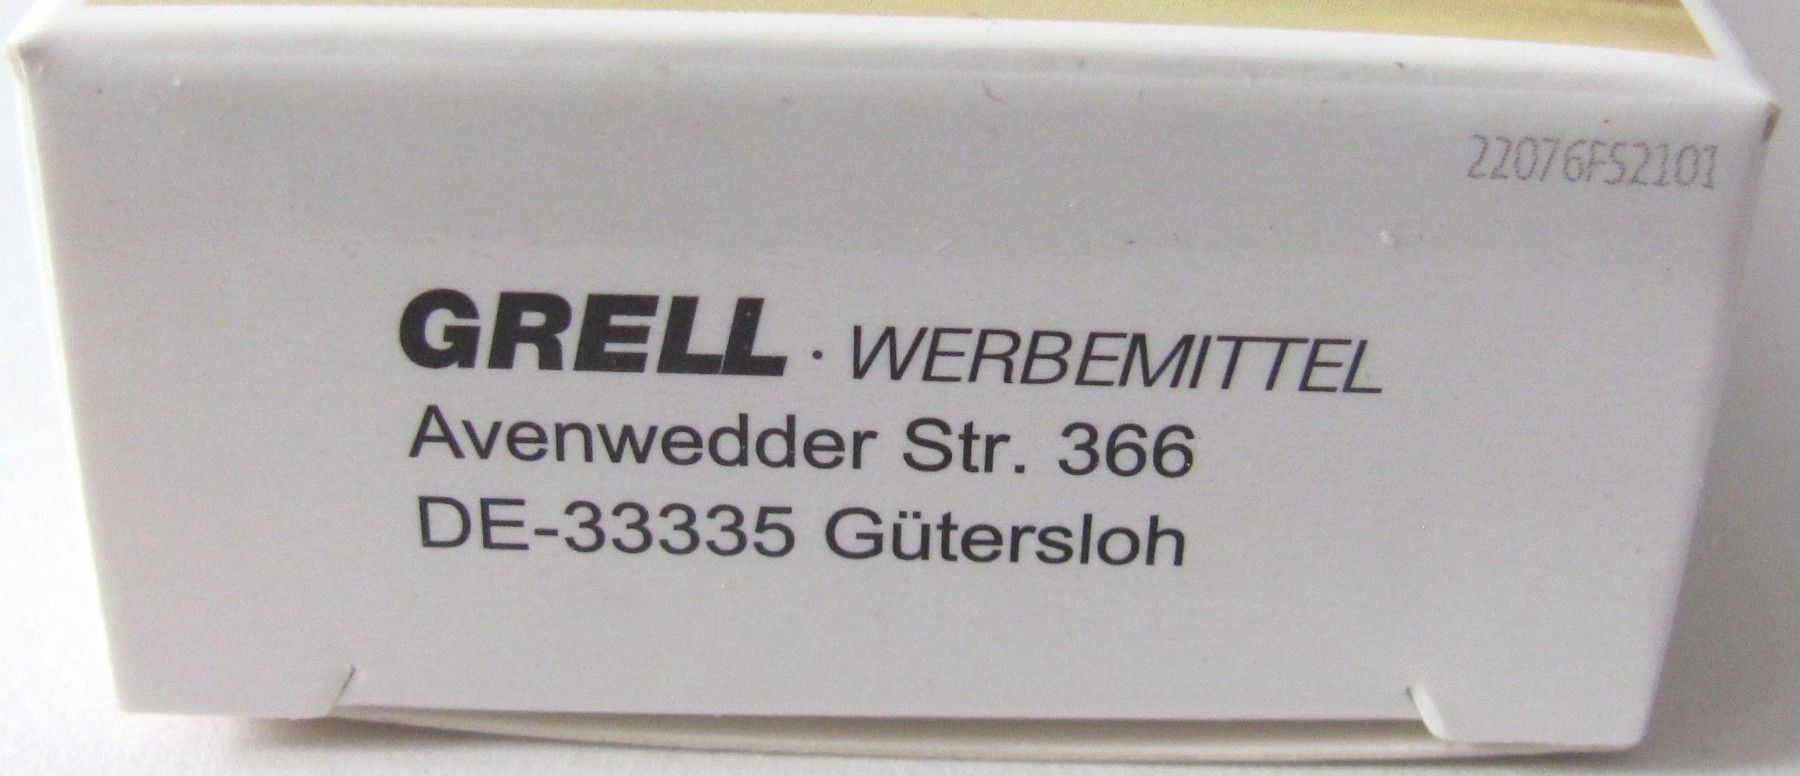 22076FS2101
GRELL · WERBEMITTEL
Avenwedder Str. 366
DE-33335 Gütersloh